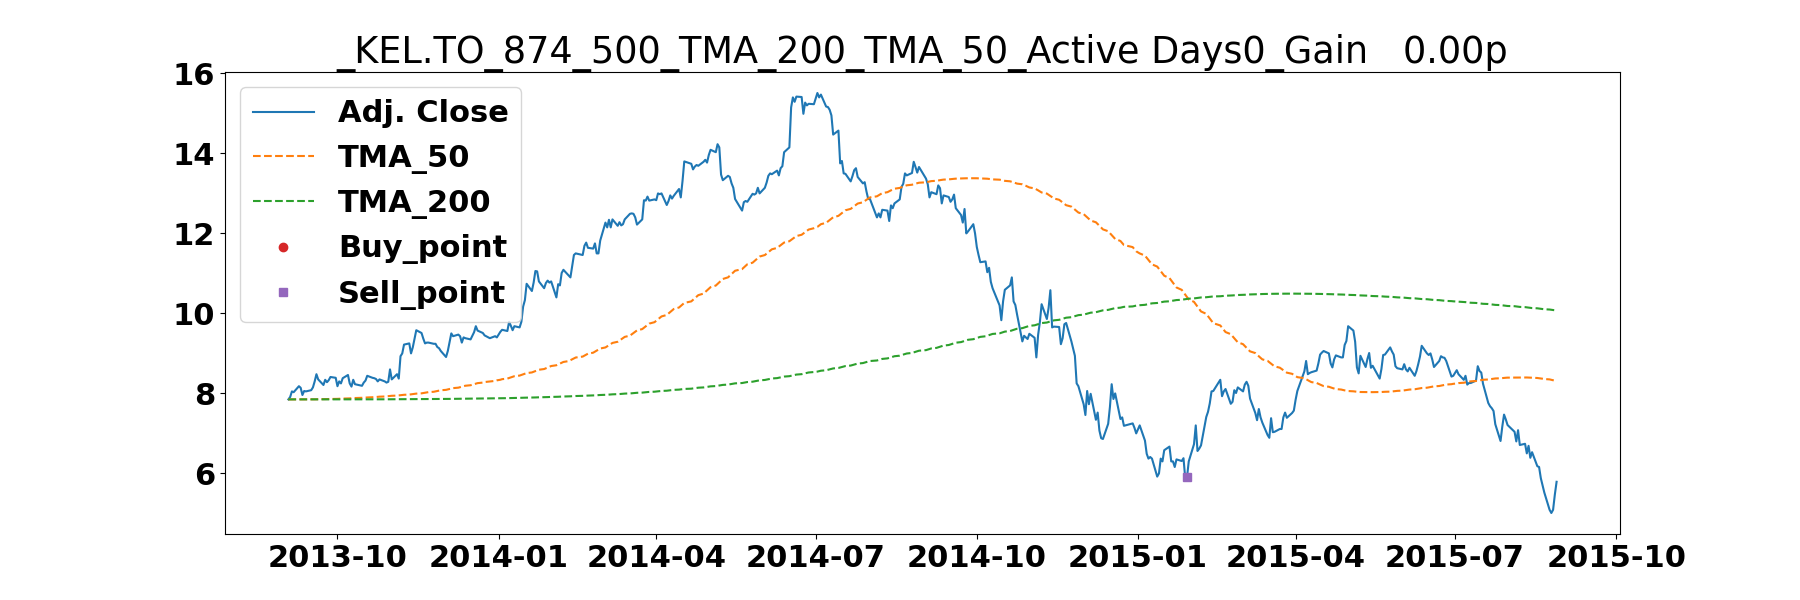 _KEL.TO_874_500_TMA_200_TMA_50_Active Days0_Gain   0.00p
16
14
12
10
8
6
Adj. Close
TMA_50
TMA_200
Buy_point
Sell_point
2013-10 2014-01 2014-04 2014-07 2014-10 2015-01 2015-04 2015-07 2015-10